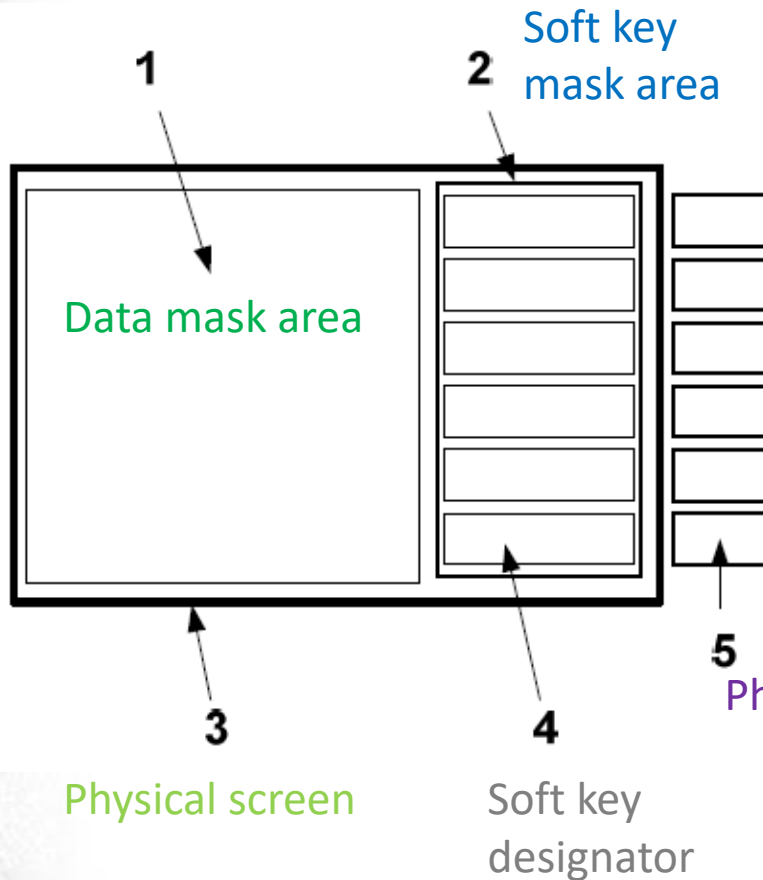 1
2
Soft key
mask area
Data mask area
3
4
5
Physical screen
Soft key
designator